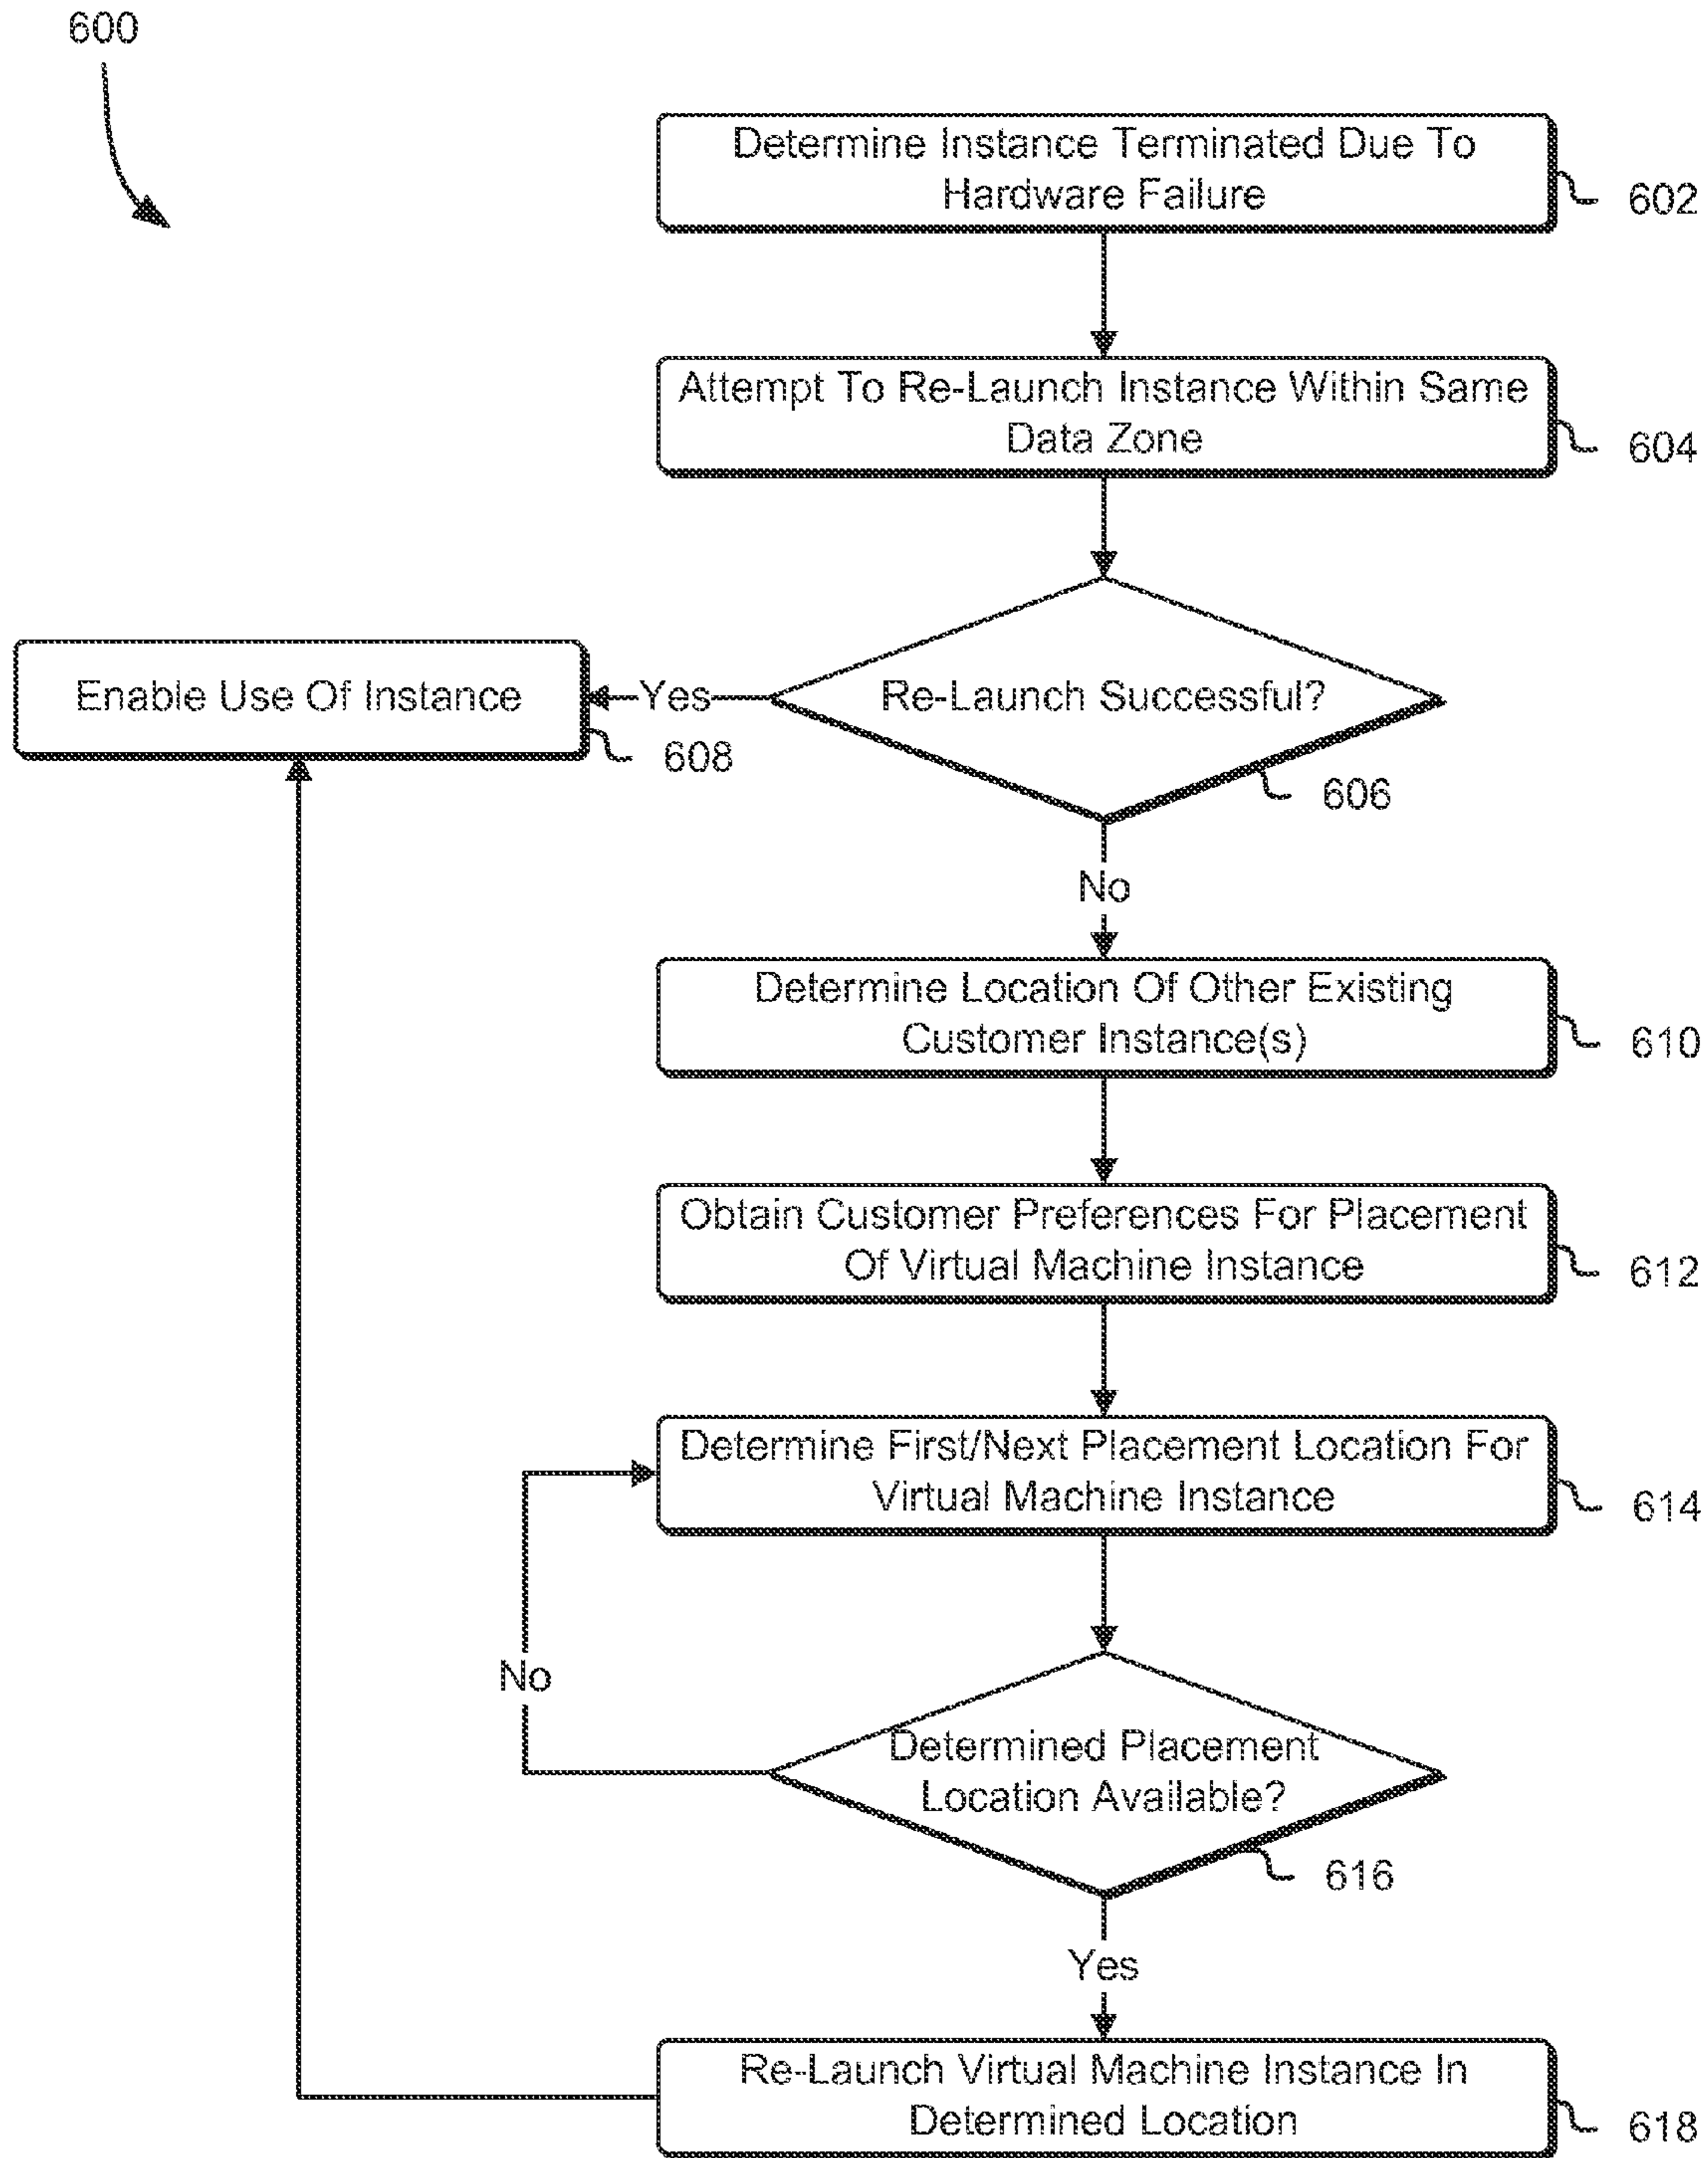 600
Determine Instance Terminated Due To
Hardware Failure
602
Attempt To Re-Launch Instance Within Same
Data Zone
604
Enable Use Of Instance
608
Yes
Re-Launch Successful?
606
No
Determine Location Of Other Existing
Customer Instance(s)
610
Obtain Customer Preferences For Placement
Of Virtual Machine Instance
612
Determine First/Next Placement Location For
Virtual Machine Instance
614
No
Determined Placement
Location Available?
616
Yes
Re-Launch Virtual Machine Instance In
Determined Location
618